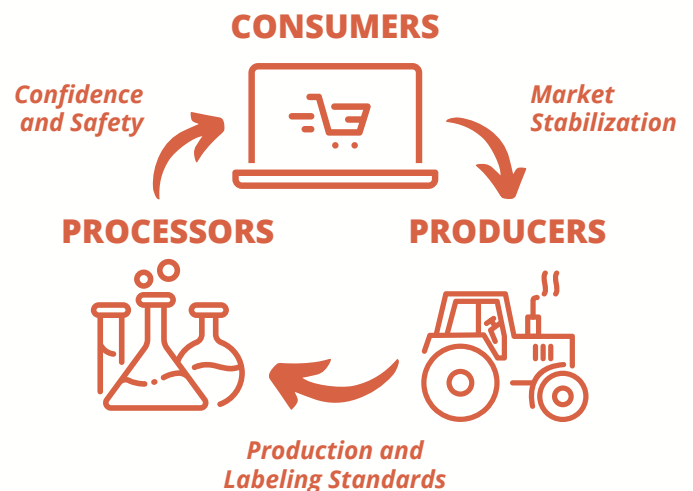 CONSUMERS
Confidence
and Safety
Market
Stabilization
PROCESSORS
PRODUCERS
Production and
Labeling Standards